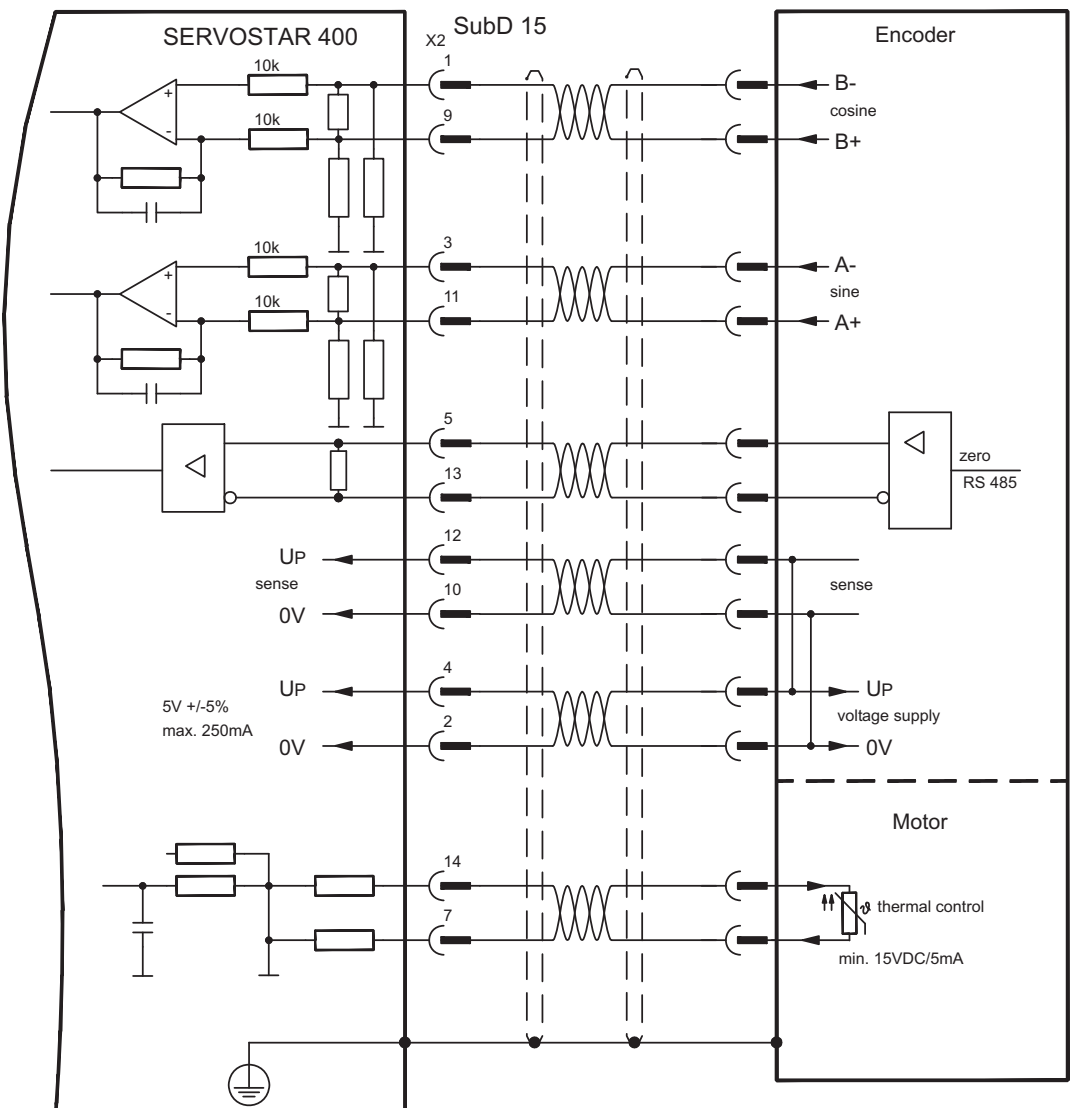 SERVOSTAR 400
SubD 15
X2
Encoder
10k
1
B-
cosine
10k
9
B+
10k
3
A-
sine
10k
11
A+
5
zero
RS 485
13
UP
12
sense
sense
0V
10
5V +/-5%
max. 250mA
UP
4
UP
voltage supply
0V
2
0V
Motor
14
ϑ thermal control
7
min. 15VDC/5mA